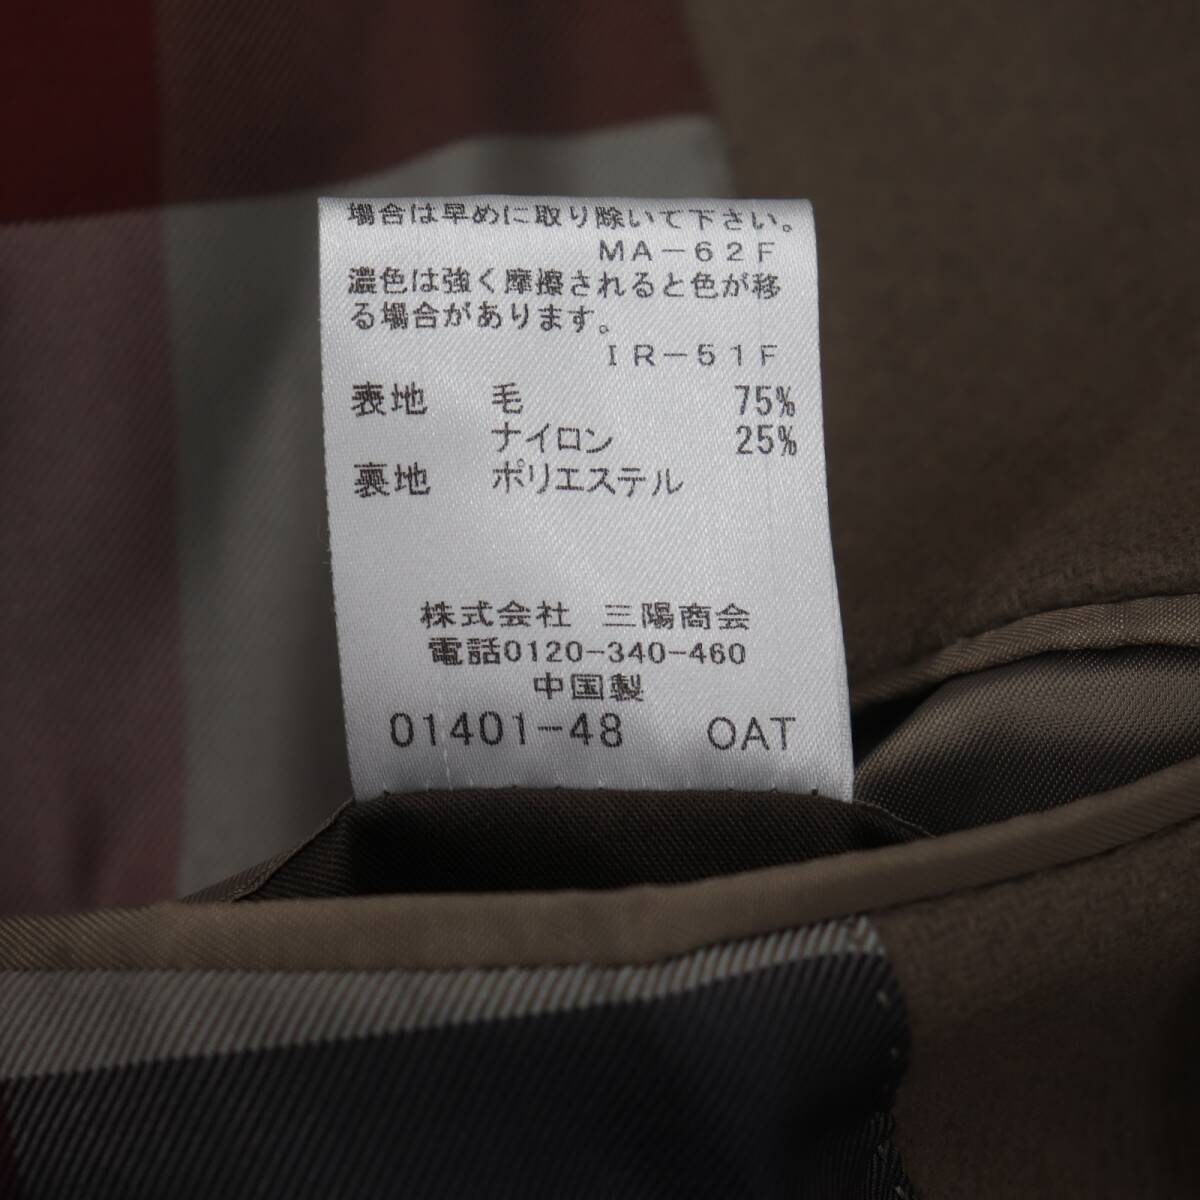 場合は早めに取り除いて下さい。
MA-62F
濃色は強く摩擦されると色が移
る場合があります。
IR-51F
表地 毛 75%
ナイロン 25%
裏地 ポリエステル
株式会社 三陽商会
電話0120-340-460
中国製
01401-48 OAT